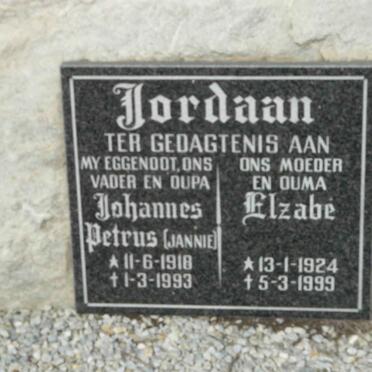 Jordaan
TER GEDAGTENIS AAN
MY EGGENOOT, ONS
VADER EN OUPA
Johannes
Petrus (JANNIE)
★ 11-6-1918
✝ 1-3-1993
ONS MOEDER
EN OUMA
Elzabé
★ 13-1-1924
✝ 5-3-1999